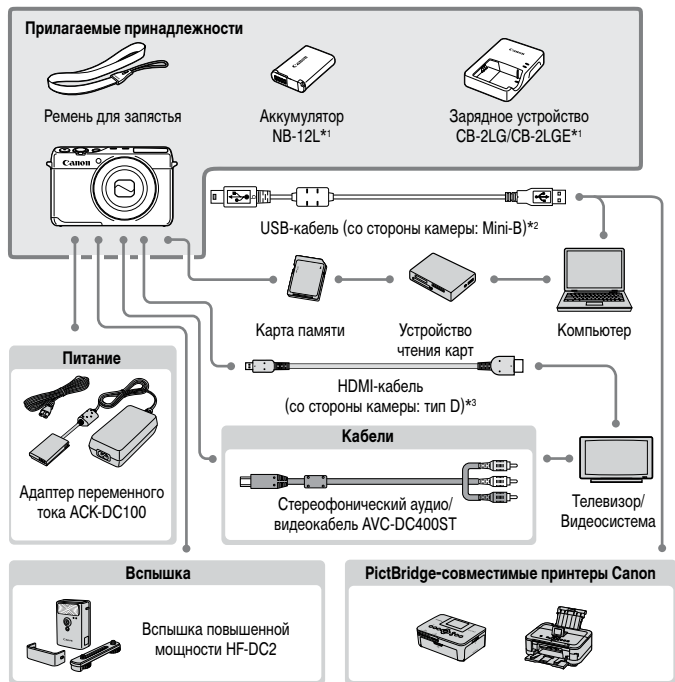 Прилагаемые принадлежности
Canon
Canon
Ремень для запястья
Аккумулятор
NB-12L*1
Зарядное устройство
CB-2LG/CB-2LGE*1
Canon
USB-кабель (со стороны камеры: Mini-B)*2
Карта памяти
Устройство
чтения карт
Компьютер
Питание
HDMI-кабель
(со стороны камеры: тип D)*3
Кабели
Адаптер переменного
тока ACK-DC100
Стереофонический аудио/
видеокабель AVC-DC400ST
Телевизор/
Видеосистема
Вспышка
Вспышка повышенной
мощности HF-DC2
PictBridge-совместимые принтеры Canon